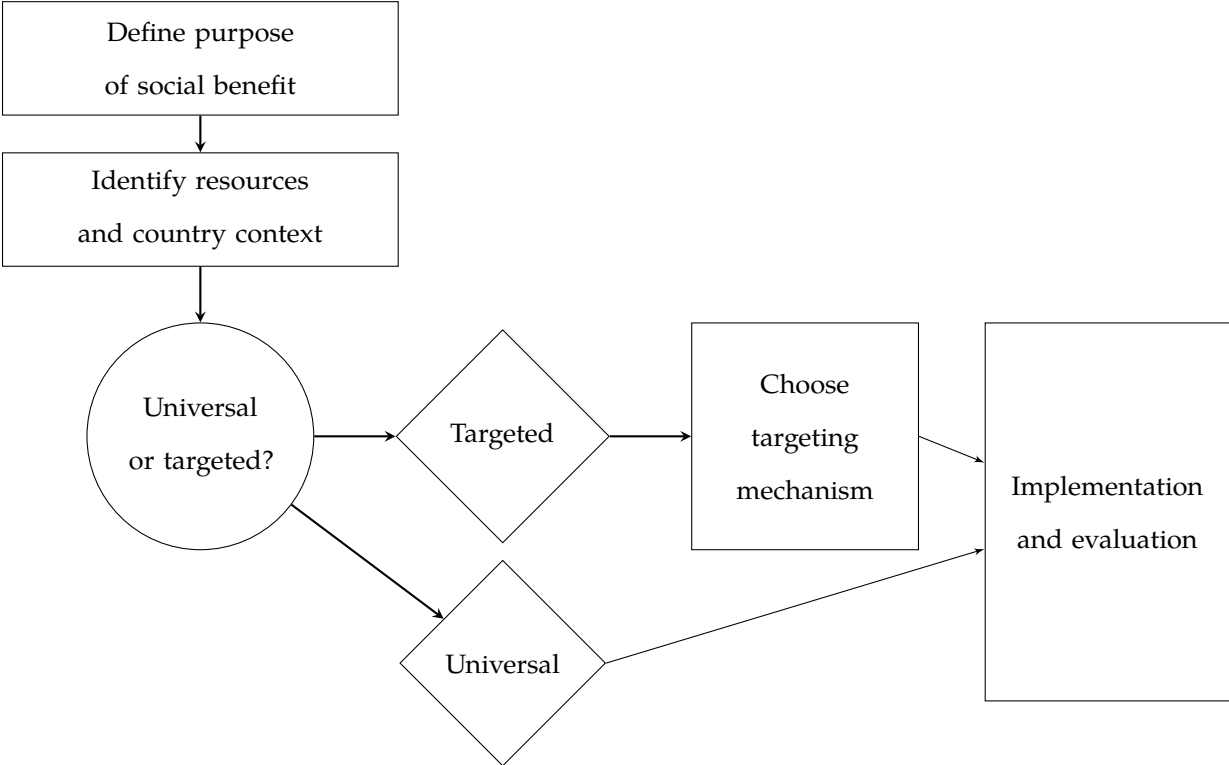 Define purpose
of social benefit
Identify resources
and country context
Universal
or targeted?
Targeted
Choose
targeting
mechanism
Implementation
and evaluation
Universal